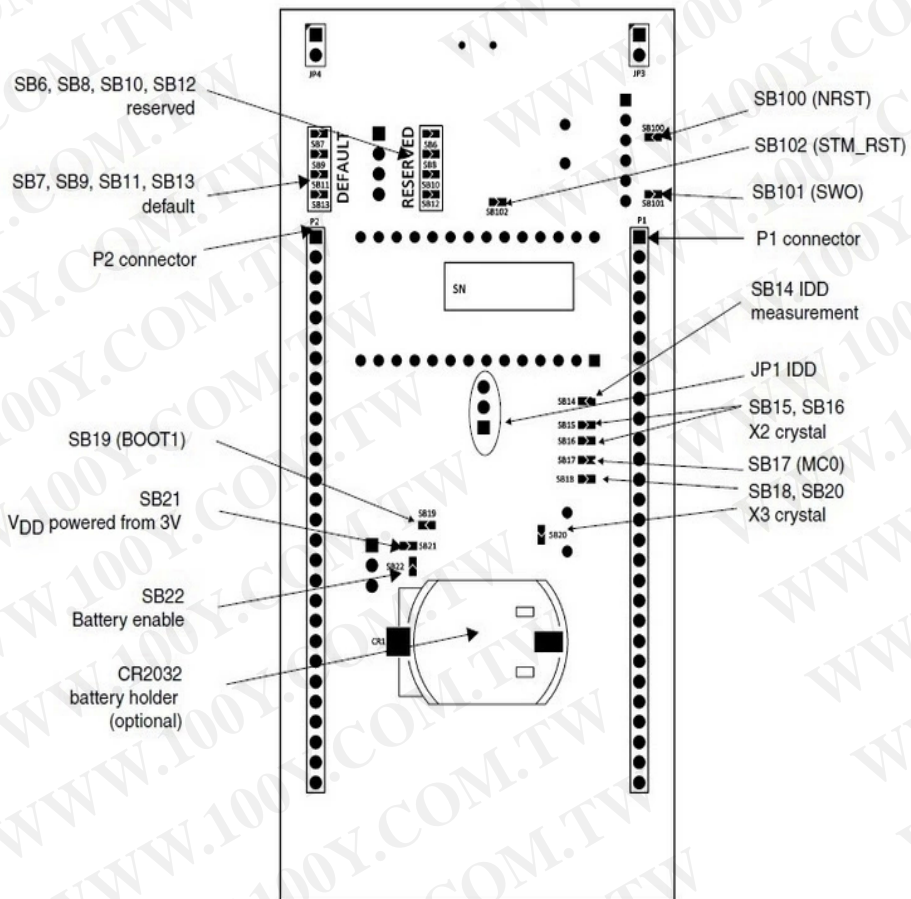 JP4
JP3
SB6, SB8, SB10, SB12
reserved
SB7
SB9
SB11
SB13
DEFAULT
RESERVED
SB6
SB8
SB10
SB12
SB7, SB9, SB11, SB13
default
SB100
SB100 (NRST)
SB102 (STM_RST)
SB102
SB101
SB101 (SWO)
P2
P1
P2 connector
P1 connector
SN
SB14 IDD
measurement
SB14
JP1 IDD
SB15
SB16
SB15, SB16
X2 crystal
SB17
SB17 (MC0)
SB18
SB18, SB20
X3 crystal
SB19 (BOOT1)
SB19
SB21
VDD powered from 3V
SB21
SB20
SB22
SB22
Battery enable
CR1
CR2032
battery holder
(optional)
WWW.100Y.COM.TW